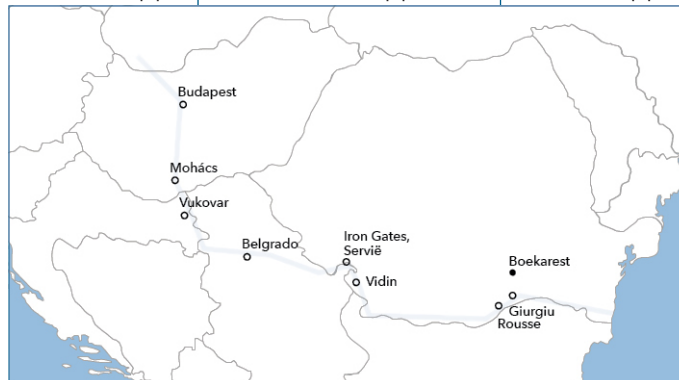 Budapest
Mohács
Vukovar
Belgrado
Iron Gates,
Servië
Vidin
Boekarest
Giurgiu
Rousse